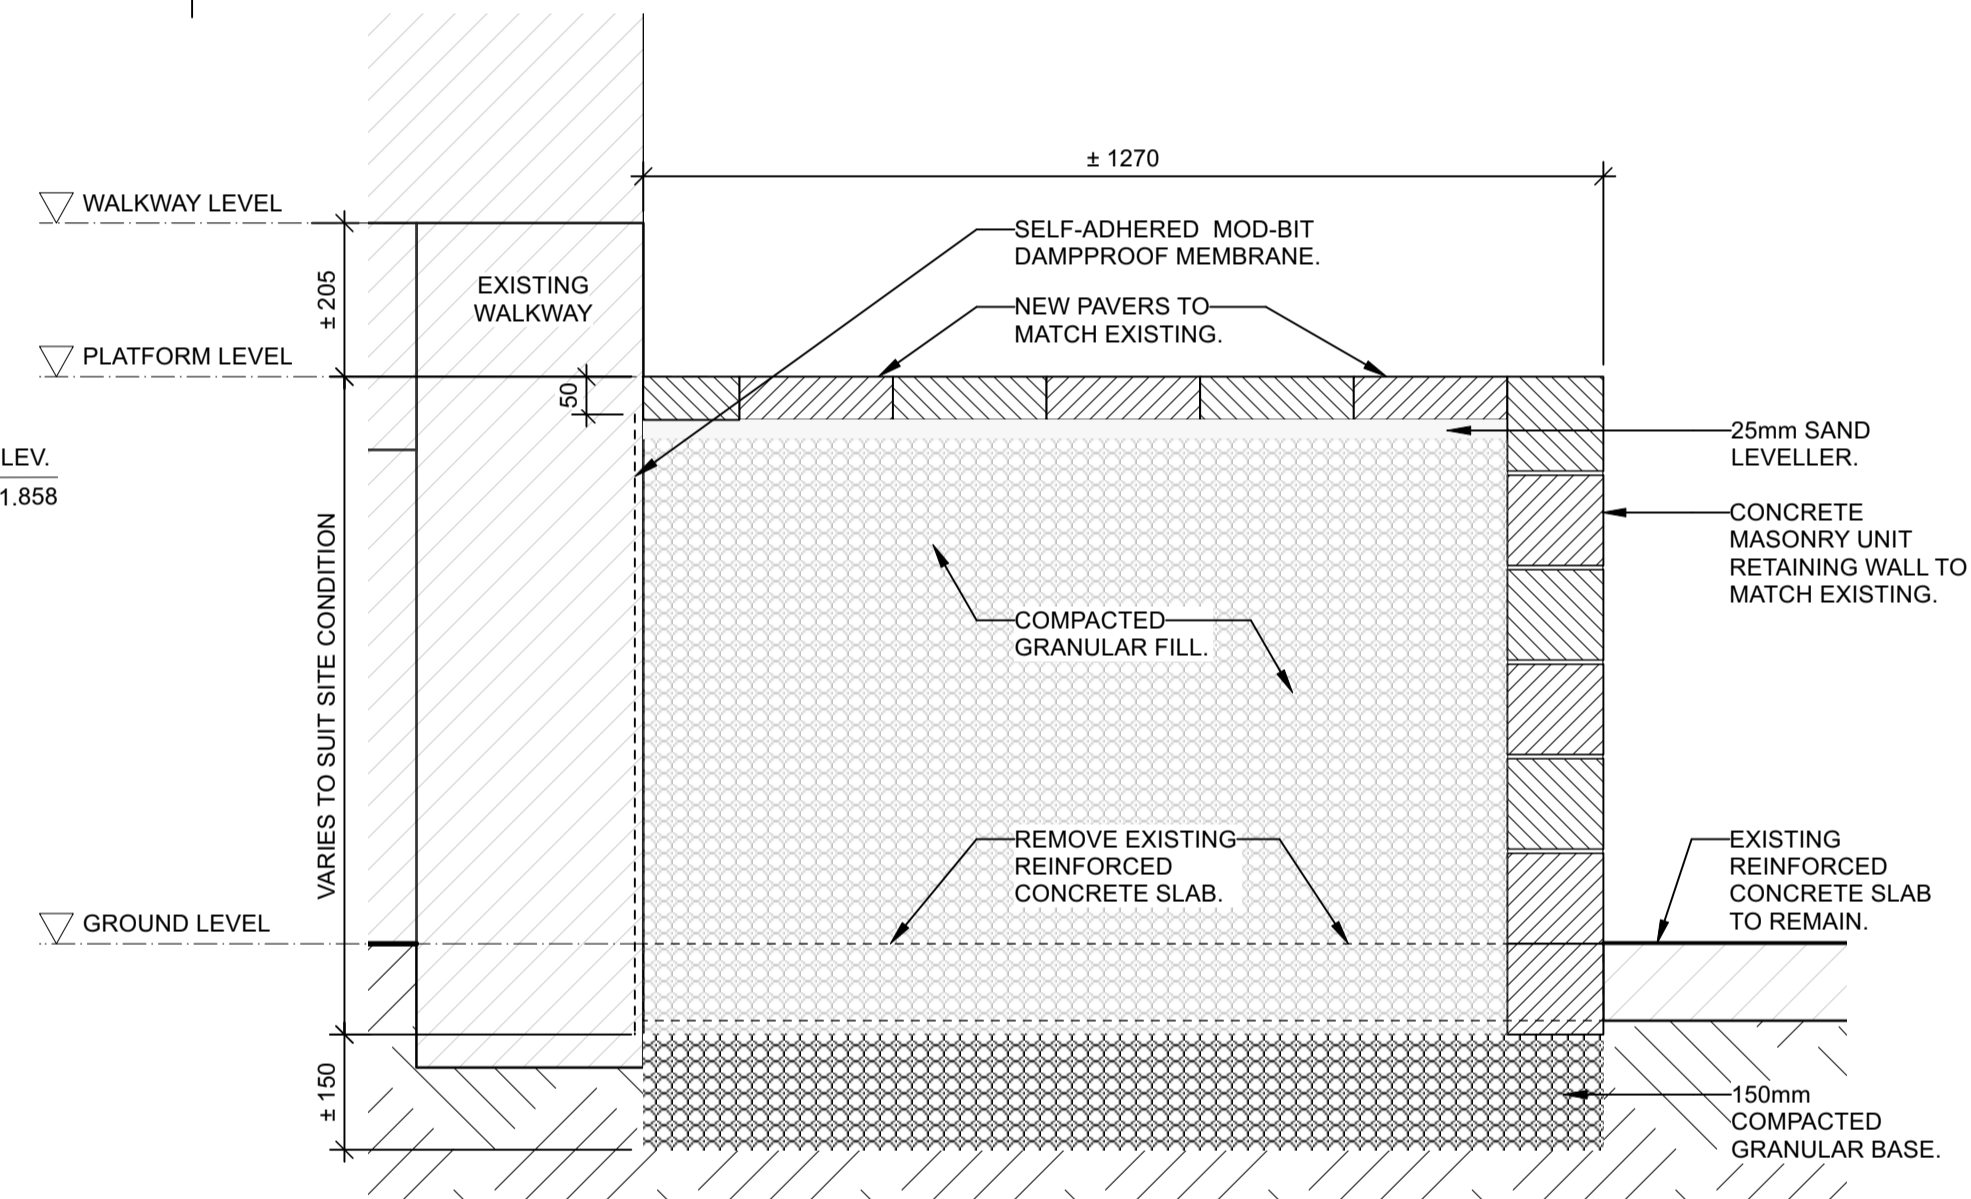 ± 1270
WALKWAY LEVEL
SELF-ADHERED MOD-BIT
DAMPPROOF MEMBRANE.
± 205
EXISTING
WALKWAY
NEW PAVERS TO
MATCH EXISTING.
PLATFORM LEVEL
50
25mm SAND
LEVELLER.
LEV.
1.858
CONCRETE
MASONRY UNIT
RETAINING WALL TO
MATCH EXISTING.
VARIES TO SUIT SITE CONDITION
COMPACTED
GRANULAR FILL.
REMOVE EXISTING
REINFORCED
CONCRETE SLAB.
EXISTING
REINFORCED
CONCRETE SLAB
TO REMAIN.
GROUND LEVEL
± 150
150mm
COMPACTED
GRANULAR BASE.